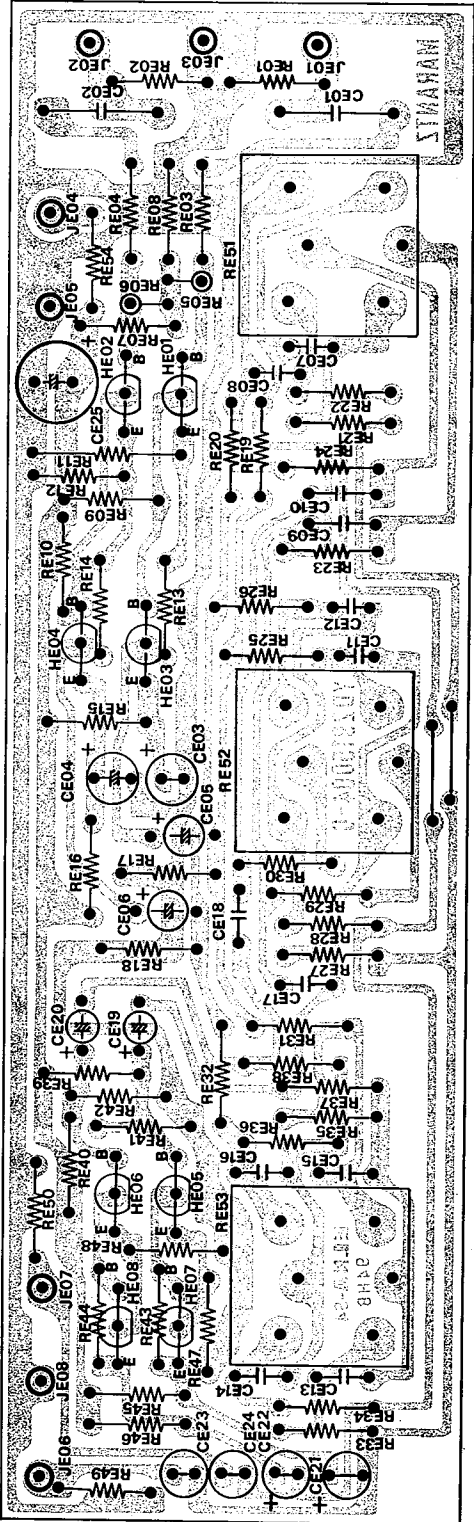 JE02
JE03
JE01
CE02
RE02
RE01
CE01
MARANTZ
JE04
RE04
RE08
RE03
RE54
RE51
JE05
RE06
RE05
+
RE07
HE02
HE01
B
B
CE07
CE08
E
E
CE25
RE22
RE21
RE11
RE12
RE20
RE19
RE24
RE09
CE10
CE09
RE10
RE23
RE14
RE13
RE26
CE12
B
B
HE04
HE03
RE25
CE11
E
E
RE15
+
+
CE04
CE03
RE52
CE05
+
RE16
RE17
RE30
+
CE06
CE18
RE29
RE28
RE18
RE27
CE17
CE20
CE19
+
+
RE31
RE39
RE32
RE38
RE42
RE37
RE41
RE35
RE40
RE36
RE50
CE16
CE15
B
B
HE06
HE05
RE53
E
E
RE48
JE07
B
B
RE44
HE08
RE43
HE07
RE47
E
E
JE08
CE14
CE13
RE45
RE46
RE34
RE33
CE23
CE24
CE22
CE21
+
+
JE06
RE49